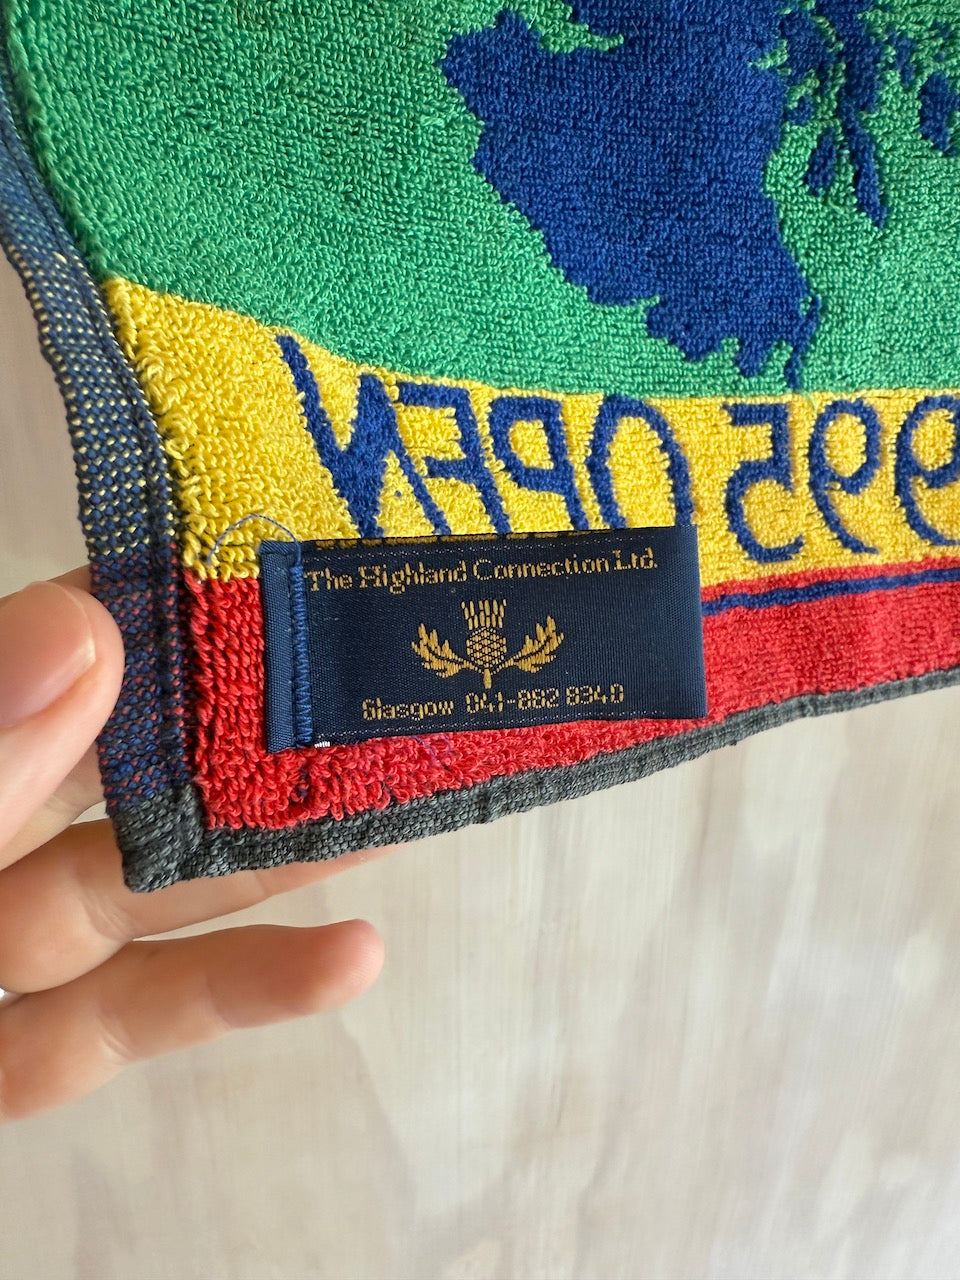 995 OPEN
The Highland Connection Ltd.
Glasgow 041-882 8340